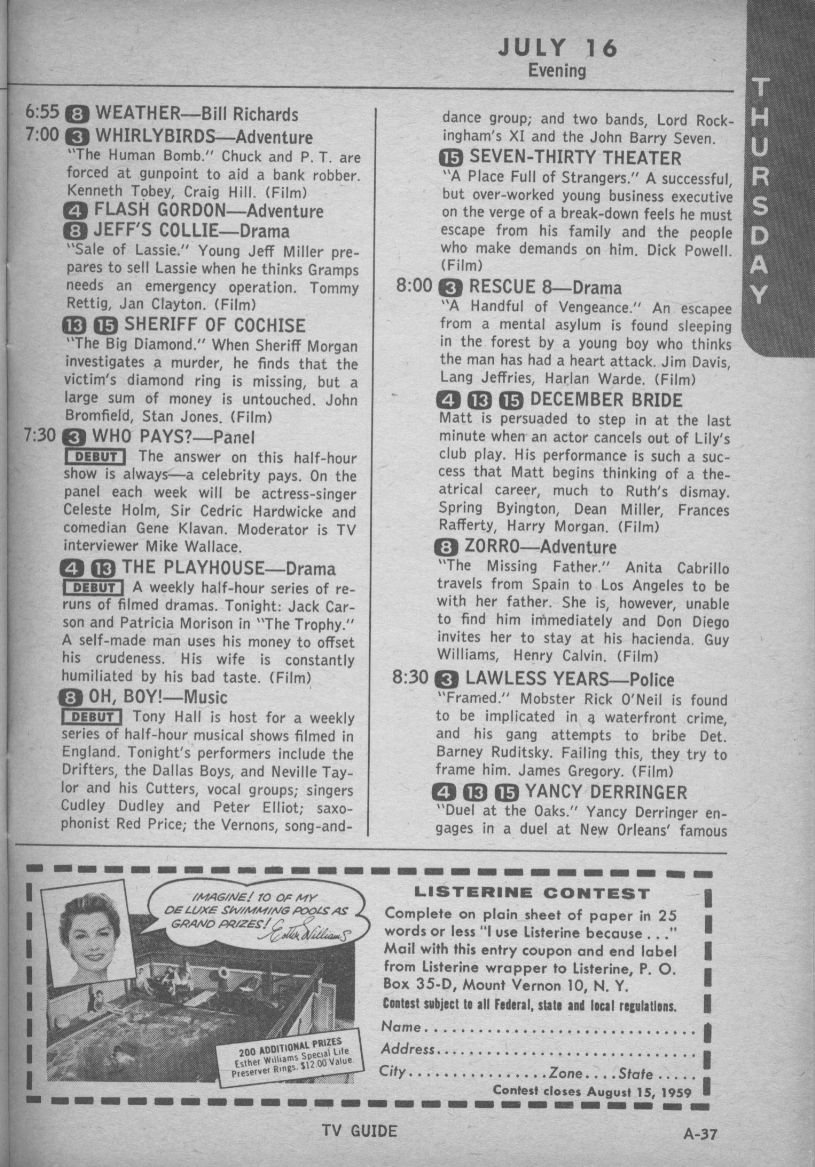 JULY 16
Evening
THURSDAY
6:55 8 WEATHER—Bill Richards
7:00 3 WHIRLYBIRDS—Adventure
"The Human Bomb." Chuck and P. T. are
forced at gunpoint to aid a bank robber.
Kenneth Tobey, Craig Hill. (Film)
4 FLASH GORDON—Adventure
8 JEFF'S COLLIE—Drama
"Sale of Lassie." Young Jeff Miller pre-
pares to sell Lassie when he thinks Gramps
needs an emergency operation. Tommy
Rettig, Jan Clayton. (Film)
13 15 SHERIFF OF COCHISE
"The Big Diamond." When Sheriff Morgan
investigates a murder, he finds that the
victim's diamond ring is missing, but a
large sum of money is untouched. John
Bromfield, Stan Jones. (Film)
7:30 3 WHO PAYS?—Panel
DEBUT The answer on this half-hour
show is always—a celebrity pays. On the
panel each week will be actress-singer
Celeste Holm, Sir Cedric Hardwicke and
comedian Gene Klavan. Moderator is TV
interviewer Mike Wallace.
4 13 THE PLAYHOUSE—Drama
DEBUT A weekly half-hour series of re-
runs of filmed dramas. Tonight: Jack Car-
son and Patricia Morison in "The Trophy."
A self-made man uses his money to offset
his crudeness. His wife is constantly
humiliated by his bad taste. (Film)
8 OH, BOY!—Music
DEBUT Tony Hall is host for a weekly
series of half-hour musical shows filmed in
England. Tonight's performers include the
Drifters, the Dallas Boys, and Neville Tay-
lor and his Cutters, vocal groups; singers
Cudley Dudley and Peter Elliot; saxo-
phonist Red Price; the Vernons, song-and-
dance group; and two bands, Lord Rock-
ingham's XI and the John Barry Seven.
15 SEVEN-THIRTY THEATER
"A Place Full of Strangers." A successful,
but over-worked young business executive
on the verge of a break-down feels he must
escape from his family and the people
who make demands on him. Dick Powell.
(Film)
8:00 3 RESCUE 8—Drama
"A Handful of Vengeance." An escapee
from a mental asylum is found sleeping
in the forest by a young boy who thinks
the man has had a heart attack. Jim Davis,
Lang Jeffries, Harlan Warde. (Film)
4 13 15 DECEMBER BRIDE
Matt is persuaded to step in at the last
minute when an actor cancels out of Lily's
club play. His performance is such a suc-
cess that Matt begins thinking of a the-
atrical career, much to Ruth's dismay.
Spring Byington, Dean Miller, Frances
Rafferty, Harry Morgan. (Film)
8 ZORRO—Adventure
"The Missing Father." Anita Cabrillo
travels from Spain to Los Angeles to be
with her father. She is, however, unable
to find him immediately and Don Diego
invites her to stay at his hacienda. Guy
Williams, Henry Calvin. (Film)
8:30 3 LAWLESS YEARS—Police
"Framed." Mobster Rick O'Neil is found
to be implicated in a waterfront crime,
and his gang attempts to bribe Det.
Barney Ruditsky. Failing this, they try to
frame him. James Gregory. (Film)
4 13 15 YANCY DERRINGER
"Duel at the Oaks." Yancy Derringer en-
gages in a duel at New Orleans' famous
IMAGINE! 10 OF MY
DE LUXE SWIMMING POOLS AS
GRAND PRIZES! Esther Williams
200 ADDITIONAL PRIZES
Esther Williams Special Life
Preserver Rings. $12.00 Value.
LISTERINE CONTEST
Complete on plain sheet of paper in 25
words or less "I use Listerine because . . ."
Mail with this entry coupon and end label
from Listerine wrapper to Listerine, P. O.
Box 35-D, Mount Vernon 10, N. Y.
Contest subject to all Federal, state and local regulations.
Name..............................
Address............................
City................Zone....State.....
Contest closes August 15, 1959
TV GUIDE
A-37